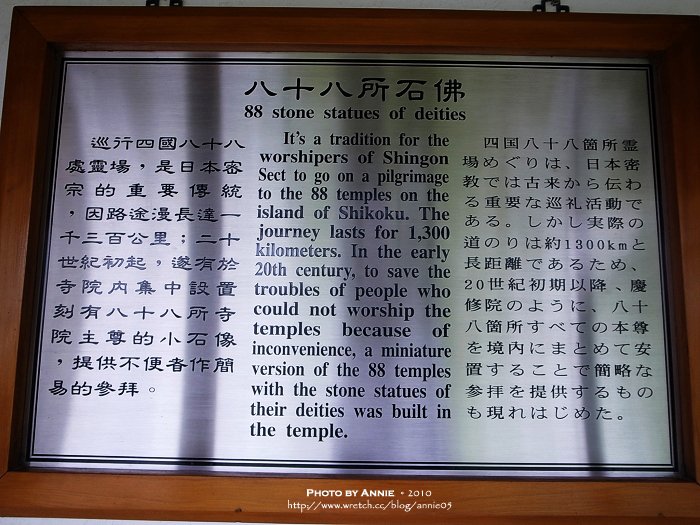 八十八所石佛
88 stone statues of deities
巡行四國八十八
處靈場，是日本密
宗的重要傳統
，因路途漫長達一
千三百公里；二十
世紀初起，遂有於
寺院內集中設置
刻有八十八所寺
院主尊的小石像
，提供不便者作簡
易的參拜。
It's a tradition for the
worshipers of Shingon
Sect to go on a pilgrimage
to the 88 temples on the
island of Shikoku. The
journey lasts for 1,300
kilometers. In the early
20th century, to save the
troubles of people who
could not worship the
temples because of
inconvenience, a miniature
version of the 88 temples
with the stone statues of
their deities was built in
the temple.
四国八十八箇所霊
場めぐりは、日本密
教では古来から伝わ
る重要な巡礼活動で
ある。しかし実際の
道のりは約1300kmと
長距離であるため、
20世紀初期以降、慶
修院のように、八十
八箇所すべての本尊
を境内にまとめて安
置することで簡略な
参拝を提供するもの
も現れはじめた。
PHOTO BY ANNIE • 2010
http://www.wretch.cc/blog/annie05